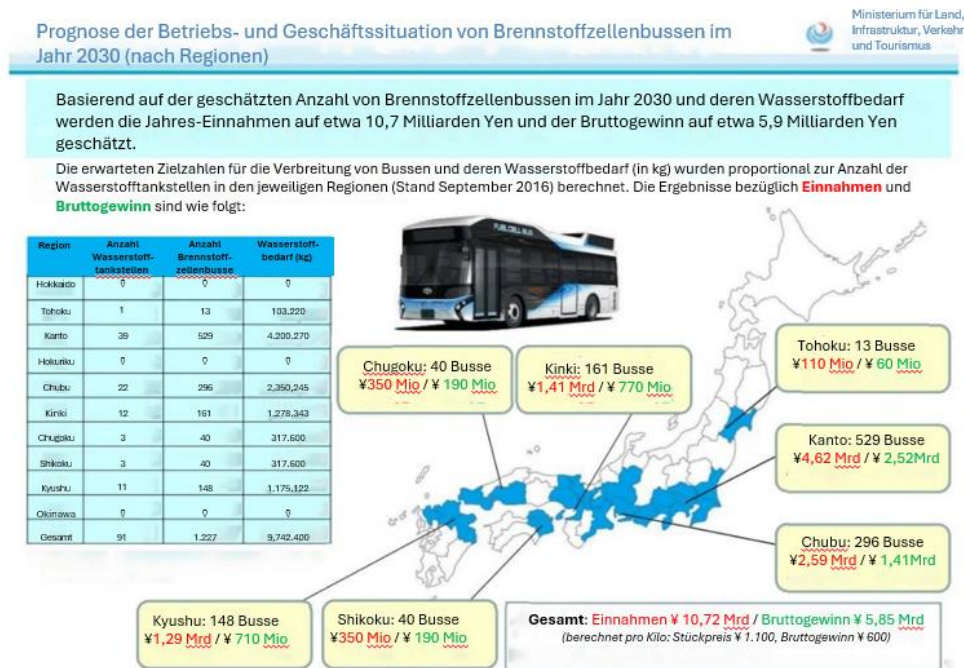 Prognose der Betriebs- und Geschäftssituation von Brennstoffzellenbussen im
Jahr 2030 (nach Regionen)
Ministerium für Land,
Infrastruktur, Verkehr
und Tourismus
Basierend auf der geschätzten Anzahl von Brennstoffzellenbussen im Jahr 2030 und deren Wasserstoffbedarf
werden die Jahres-Einnahmen auf etwa 10,7 Milliarden Yen und der Bruttogewinn auf etwa 5,9 Milliarden Yen
geschätzt.
Die erwarteten Zielzahlen für die Verbreitung von Bussen und deren Wasserstoffbedarf (in kg) wurden proportional zur Anzahl der
Wasserstofftankstellen in den jeweiligen Regionen (Stand September 2016) berechnet. Die Ergebnisse bezüglich Einnahmen und
Bruttogewinn sind wie folgt:
Region Anzahl Wasserstoff-tankstellen Anzahl Brennstoff-zellenbusse Wasserstoff-bedarf (kg)
Hokkaido 0 0 0
Tohoku 1 13 103.220
Kanto 39 529 4.200.270
Hokuriku 0 0 0
Chubu 22 296 2,350,245
Kinki 12 161 1.278.343
Chugoku 3 40 317.600
Shikoku 3 40 317.600
Kyushu 11 148 1.175,122
Okinawa 0 0 0
Gesamt 91 1.227 9,742.400
FUEL CELL BUS
Tohoku: 13 Busse
¥110 Mio / ¥ 60 Mio
Chugoku: 40 Busse
¥350 Mio / ¥ 190 Mio
Kinki: 161 Busse
¥1,41 Mrd / ¥ 770 Mio
Kanto: 529 Busse
¥4,62 Mrd / ¥ 2,52Mrd
Chubu: 296 Busse
¥2,59 Mrd / ¥ 1,41Mrd
Kyushu: 148 Busse
¥1,29 Mrd / ¥ 710 Mio
Shikoku: 40 Busse
¥350 Mio / ¥ 190 Mio
Gesamt: Einnahmen ¥ 10,72 Mrd / Bruttogewinn ¥ 5,85 Mrd
(berechnet pro Kilo: Stückpreis ¥ 1.100, Bruttogewinn ¥ 600)